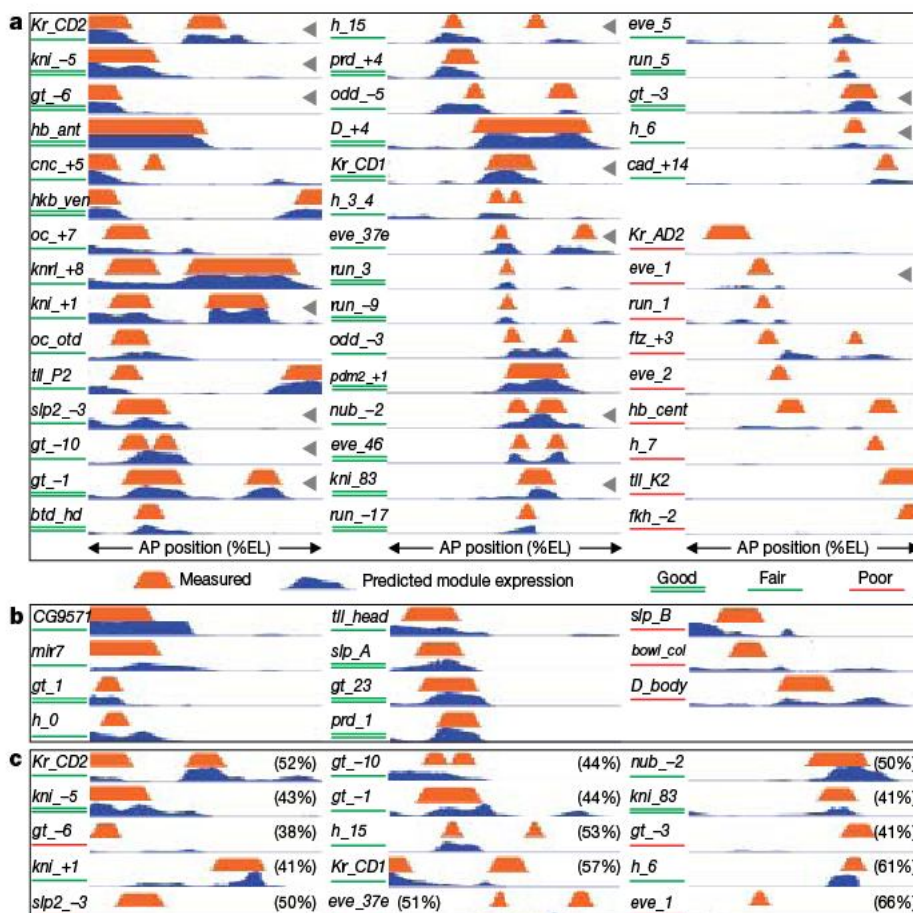 a
Kr_CD2
kni_-5
gt_-6
hb_ant
cnc_+5
hkb_ven
oc_+7
knrl_+8
kni_+1
oc_otd
tll_P2
slp2_-3
gt_-10
gt_-1
btd_hd
AP position (%EL)
h_15
prd_+4
odd_-5
D_+4
Kr_CD1
h_3_4
eve_37e
run_3
run_-9
odd_-3
pdm2_+1
nub_-2
eve_46
kni_83
run_-17
AP position (%EL)
eve_5
run_5
gt_-3
h_6
cad_+14
Kr_AD2
eve_1
run_1
ftz_+3
eve_2
hb_cent
h_7
tll_K2
fkh_-2
AP position (%EL)
Measured Predicted module expression Good Fair Poor
b
CG9571
mir7
gt_1
h_0
tll_head
slp_A
gt_23
prd_1
slp_B
bowl_col
D_body
c
Kr_CD2 (52%)
kni_-5 (43%)
gt_-6 (38%)
kni_+1 (41%)
slp2_-3 (50%)
gt_-10 (44%)
gt_-1 (44%)
h_15 (53%)
Kr_CD1 (57%)
eve_37e (51%)
nub_-2 (50%)
kni_83 (41%)
gt_-3 (41%)
h_6 (61%)
eve_1 (66%)